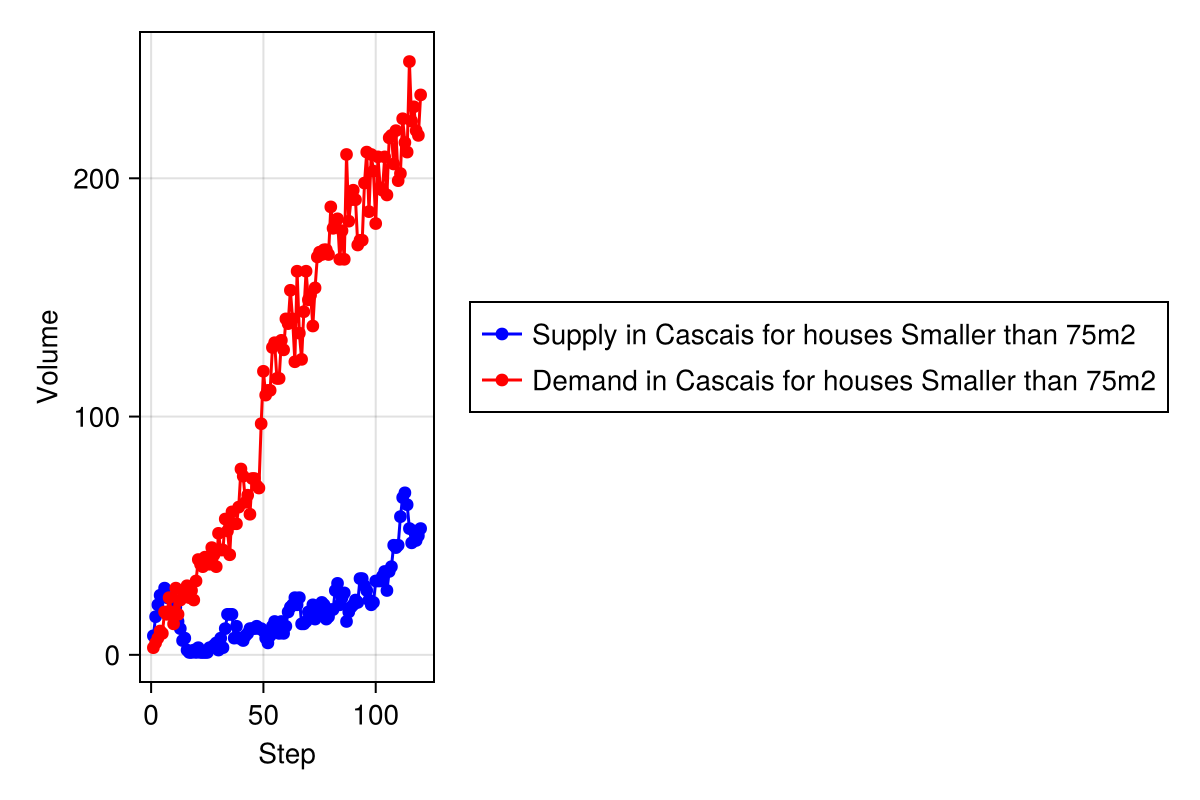 Volume
200
100
0
0 50 100
Step
Supply in Cascais for houses Smaller than 75m2
Demand in Cascais for houses Smaller than 75m2